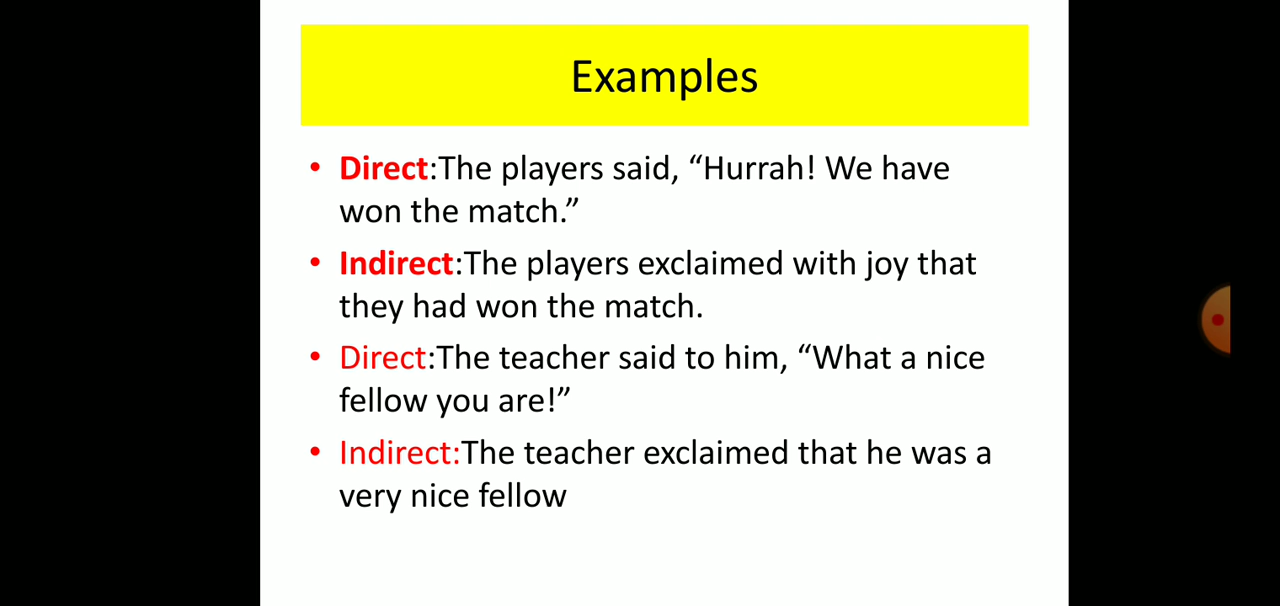 Examples
• Direct:The players said, “Hurrah! We have
won the match.”
• Indirect:The players exclaimed with joy that
they had won the match.
• Direct:The teacher said to him, “What a nice
fellow you are!”
• Indirect:The teacher exclaimed that he was a
very nice fellow